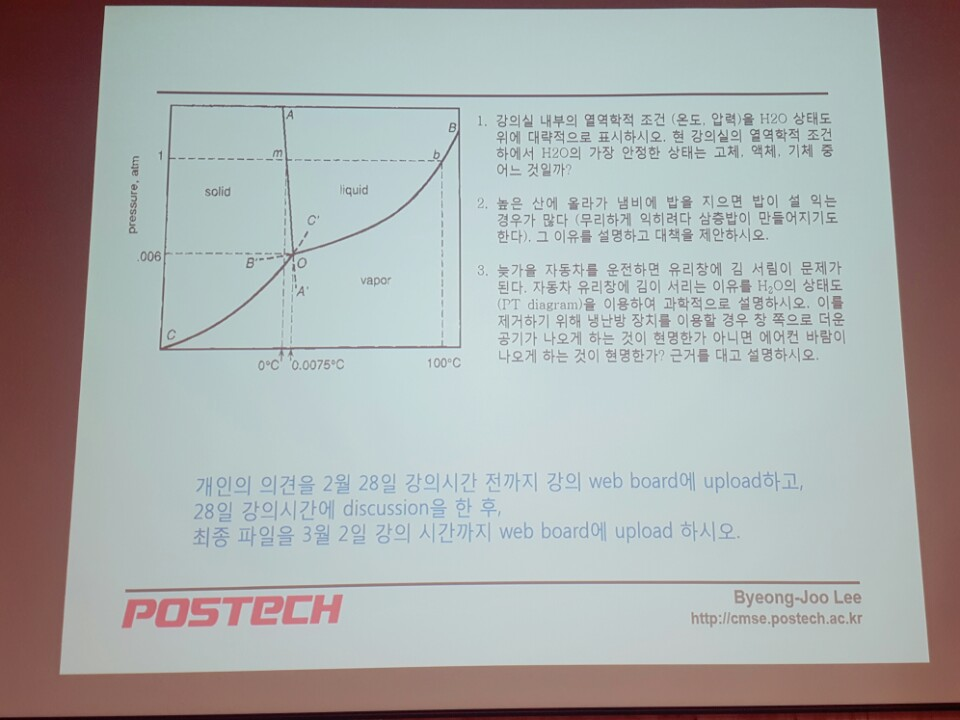 A
B
1
m
b
pressure, atm
solid
liquid
C'
.006
B'
O
vapor
A'
C
0°C
0.0075°C
100°C
1. 강의실 내부의 열역학적 조건 (온도, 압력)을 H2O 상태도
위에 대략적으로 표시하시오. 현 강의실의 열역학적 조건
하에서 H2O의 가장 안정한 상태는 고체, 액체, 기체 중
어느 것일까?
2. 높은 산에 올라가 냄비에 밥을 지으면 밥이 설 익는
경우가 많다 (무리하게 익히려다 삼층밥이 만들어지기도
한다). 그 이유를 설명하고 대책을 제안하시오.
3. 늦가을 자동차를 운전하면 유리창에 김 서림이 문제가
된다. 자동차 유리창에 김이 서리는 이유를 H₂O의 상태도
(PT diagram)을 이용하여 과학적으로 설명하시오. 이를
제거하기 위해 냉난방 장치를 이용할 경우 창 쪽으로 더운
공기가 나오게 하는 것이 현명한가 아니면 에어컨 바람이
나오게 하는 것이 현명한가? 근거를 대고 설명하시오.
개인의 의견을 2월 28일 강의시간 전까지 강의 web board에 upload하고,
28일 강의시간에 discussion을 한 후,
최종 파일을 3월 2일 강의 시간까지 web board에 upload 하시오.
POSTECH
Byeong-Joo Lee
http://cmse.postech.ac.kr